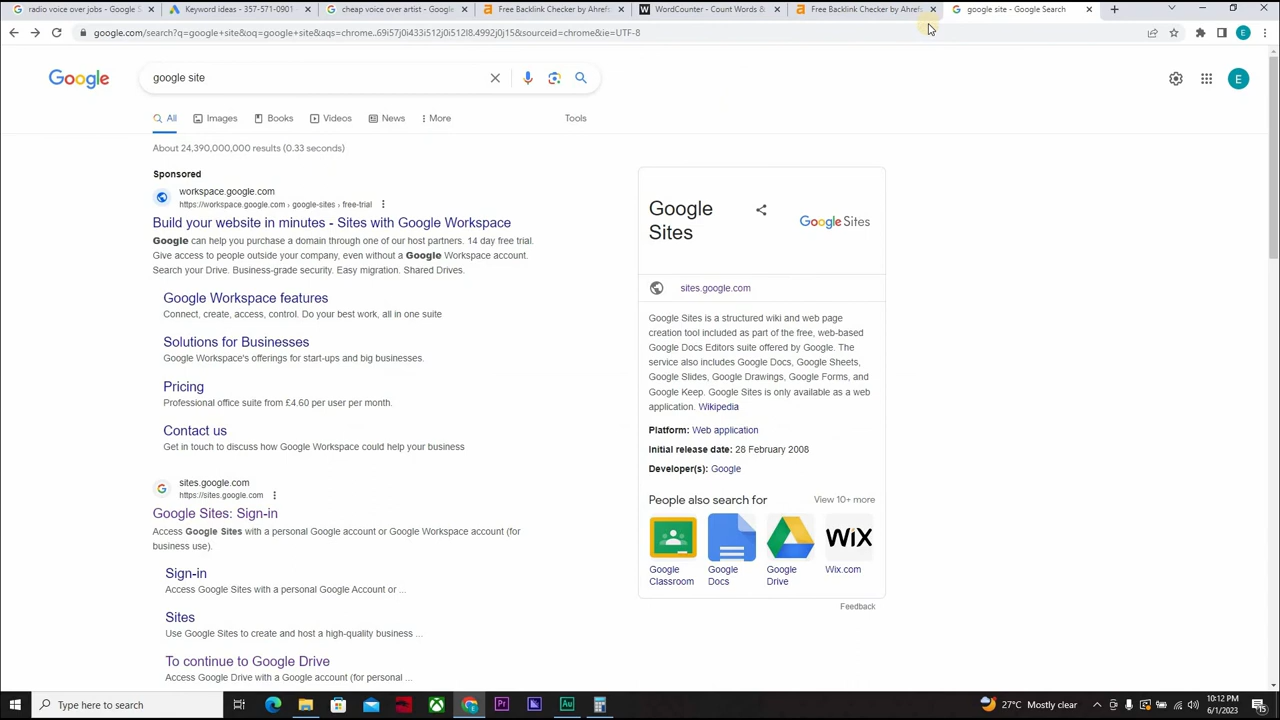 radio voice over jobs - Google S
Keyword ideas - 357-571-0901
cheap voice over artist - Google
Free Backlink Checker by Ahrefs
WordCounter - Count Words &
Free Backlink Checker by Ahrefs
google site - Google Search
google.com/search?q=google+site&oq=google+site&aqs=chrome..69i57j0i433i512j0i512l8.4992j0j15&sourceid=chrome&ie=UTF-8
E
Google
google site
E
All
Images
Books
Videos
News
More
Tools
About 24,390,000,000 results (0.33 seconds)
Sponsored
workspace.google.com
https://workspace.google.com › google-sites › free-trial
Build your website in minutes - Sites with Google Workspace
Google can help you purchase a domain through one of our host partners. 14 day free trial.
Give access to people outside your company, even without a Google Workspace account.
Search your Drive. Business-grade security. Easy migration. Shared Drives.
Google Workspace features
Connect, create, access, control. Do your best work, all in one suite
Solutions for Businesses
Google Workspace's offerings for start-ups and big businesses.
Pricing
Professional office suite from £4.60 per user per month.
Contact us
Get in touch to discuss how Google Workspace could help your business
sites.google.com
https://sites.google.com
Google Sites: Sign-in
Access Google Sites with a personal Google account or Google Workspace account (for
business use).
Sign-in
Access Google Sites with a personal Google Account or ...
Sites
Use Google Sites to create and host a high-quality business ...
To continue to Google Drive
Access Google Drive with a Google account (for personal ...
Google
Sites
Google Sites
sites.google.com
Google Sites is a structured wiki and web page
creation tool included as part of the free, web-based
Google Docs Editors suite offered by Google. The
service also includes Google Docs, Google Sheets,
Google Slides, Google Drawings, Google Forms, and
Google Keep. Google Sites is only available as a web
application. Wikipedia
Platform: Web application
Initial release date: 28 February 2008
Developer(s): Google
People also search for
View 10+ more
WiX
Google
Classroom
Google
Docs
Google
Drive
Wix.com
Feedback
Type here to search
Pr
Au
27°C Mostly clear
10:12 PM
6/1/2023